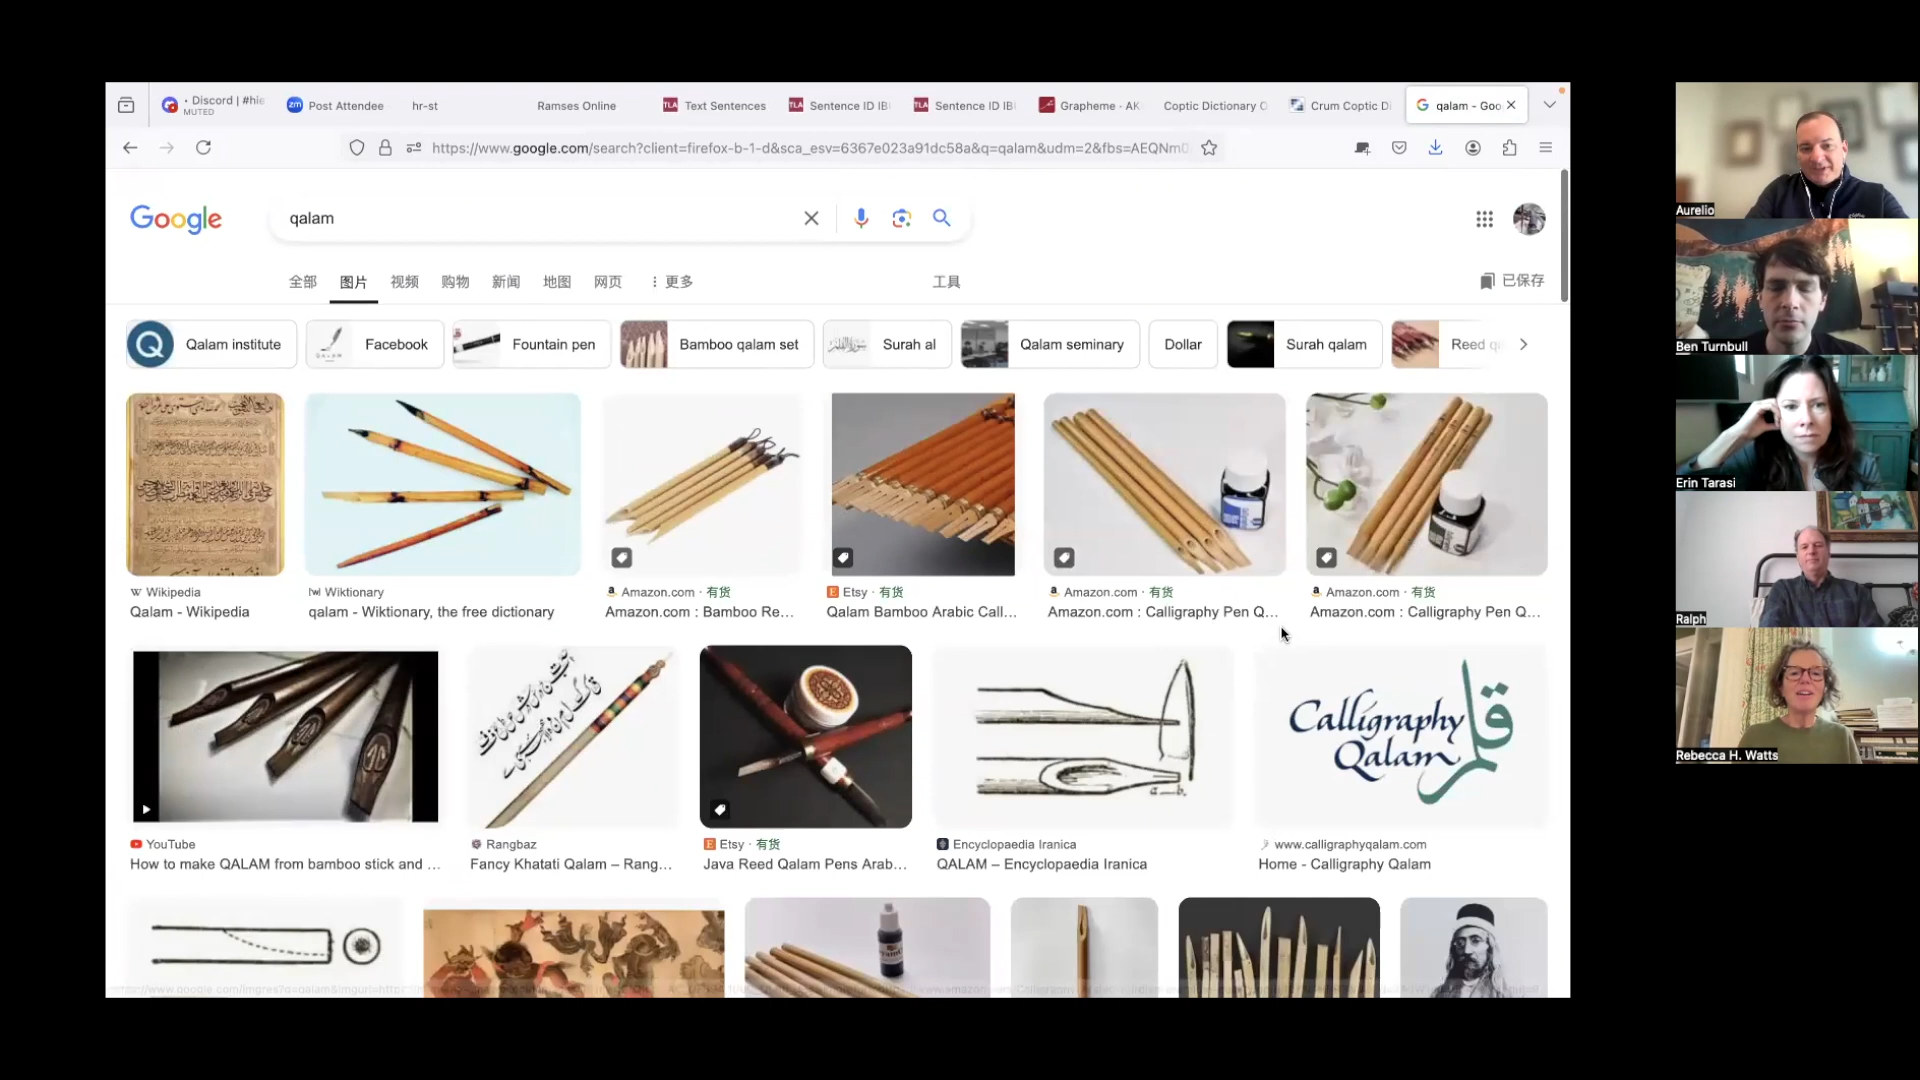 Discord | #hie
MUTED
Post Attendee
hr-st
Ramses Online
TLA Text Sentences
TLA Sentence ID IB
TLA Sentence ID IB
Grapheme - AK
Coptic Dictionary O
Crum Coptic Di
qalam - Goo
https://www.google.com/search?client=firefox-b-1-d&sca_esv=6367e023a91dc58a&q=qalam&udm=2&fbs=AEQNm0
Google
qalam
全部 图片 视频 购物 新闻 地图 网页 更多 工具 已保存
Qalam institute
Facebook
Fountain pen
Bamboo qalam set
Surah al
Qalam seminary
Dollar
Surah qalam
Reed q
Wikipedia
Qalam - Wikipedia
Wiktionary
qalam - Wiktionary, the free dictionary
Amazon.com · 有货
Amazon.com : Bamboo Re...
Etsy · 有货
Qalam Bamboo Arabic Call...
Amazon.com · 有货
Amazon.com : Calligraphy Pen Q...
Amazon.com · 有货
Amazon.com : Calligraphy Pen Q...
Calligraphy
Qalam
قلم
a b.
YouTube
How to make QALAM from bamboo stick and ...
Rangbaz
Fancy Khatati Qalam – Rang...
Etsy · 有货
Java Reed Qalam Pens Arab...
Encyclopaedia Iranica
QALAM – Encyclopaedia Iranica
www.calligraphyqalam.com
Home - Calligraphy Qalam
Aurelio
Ben Turnbull
Erin Tarasi
Ralph
Rebecca H. Watts